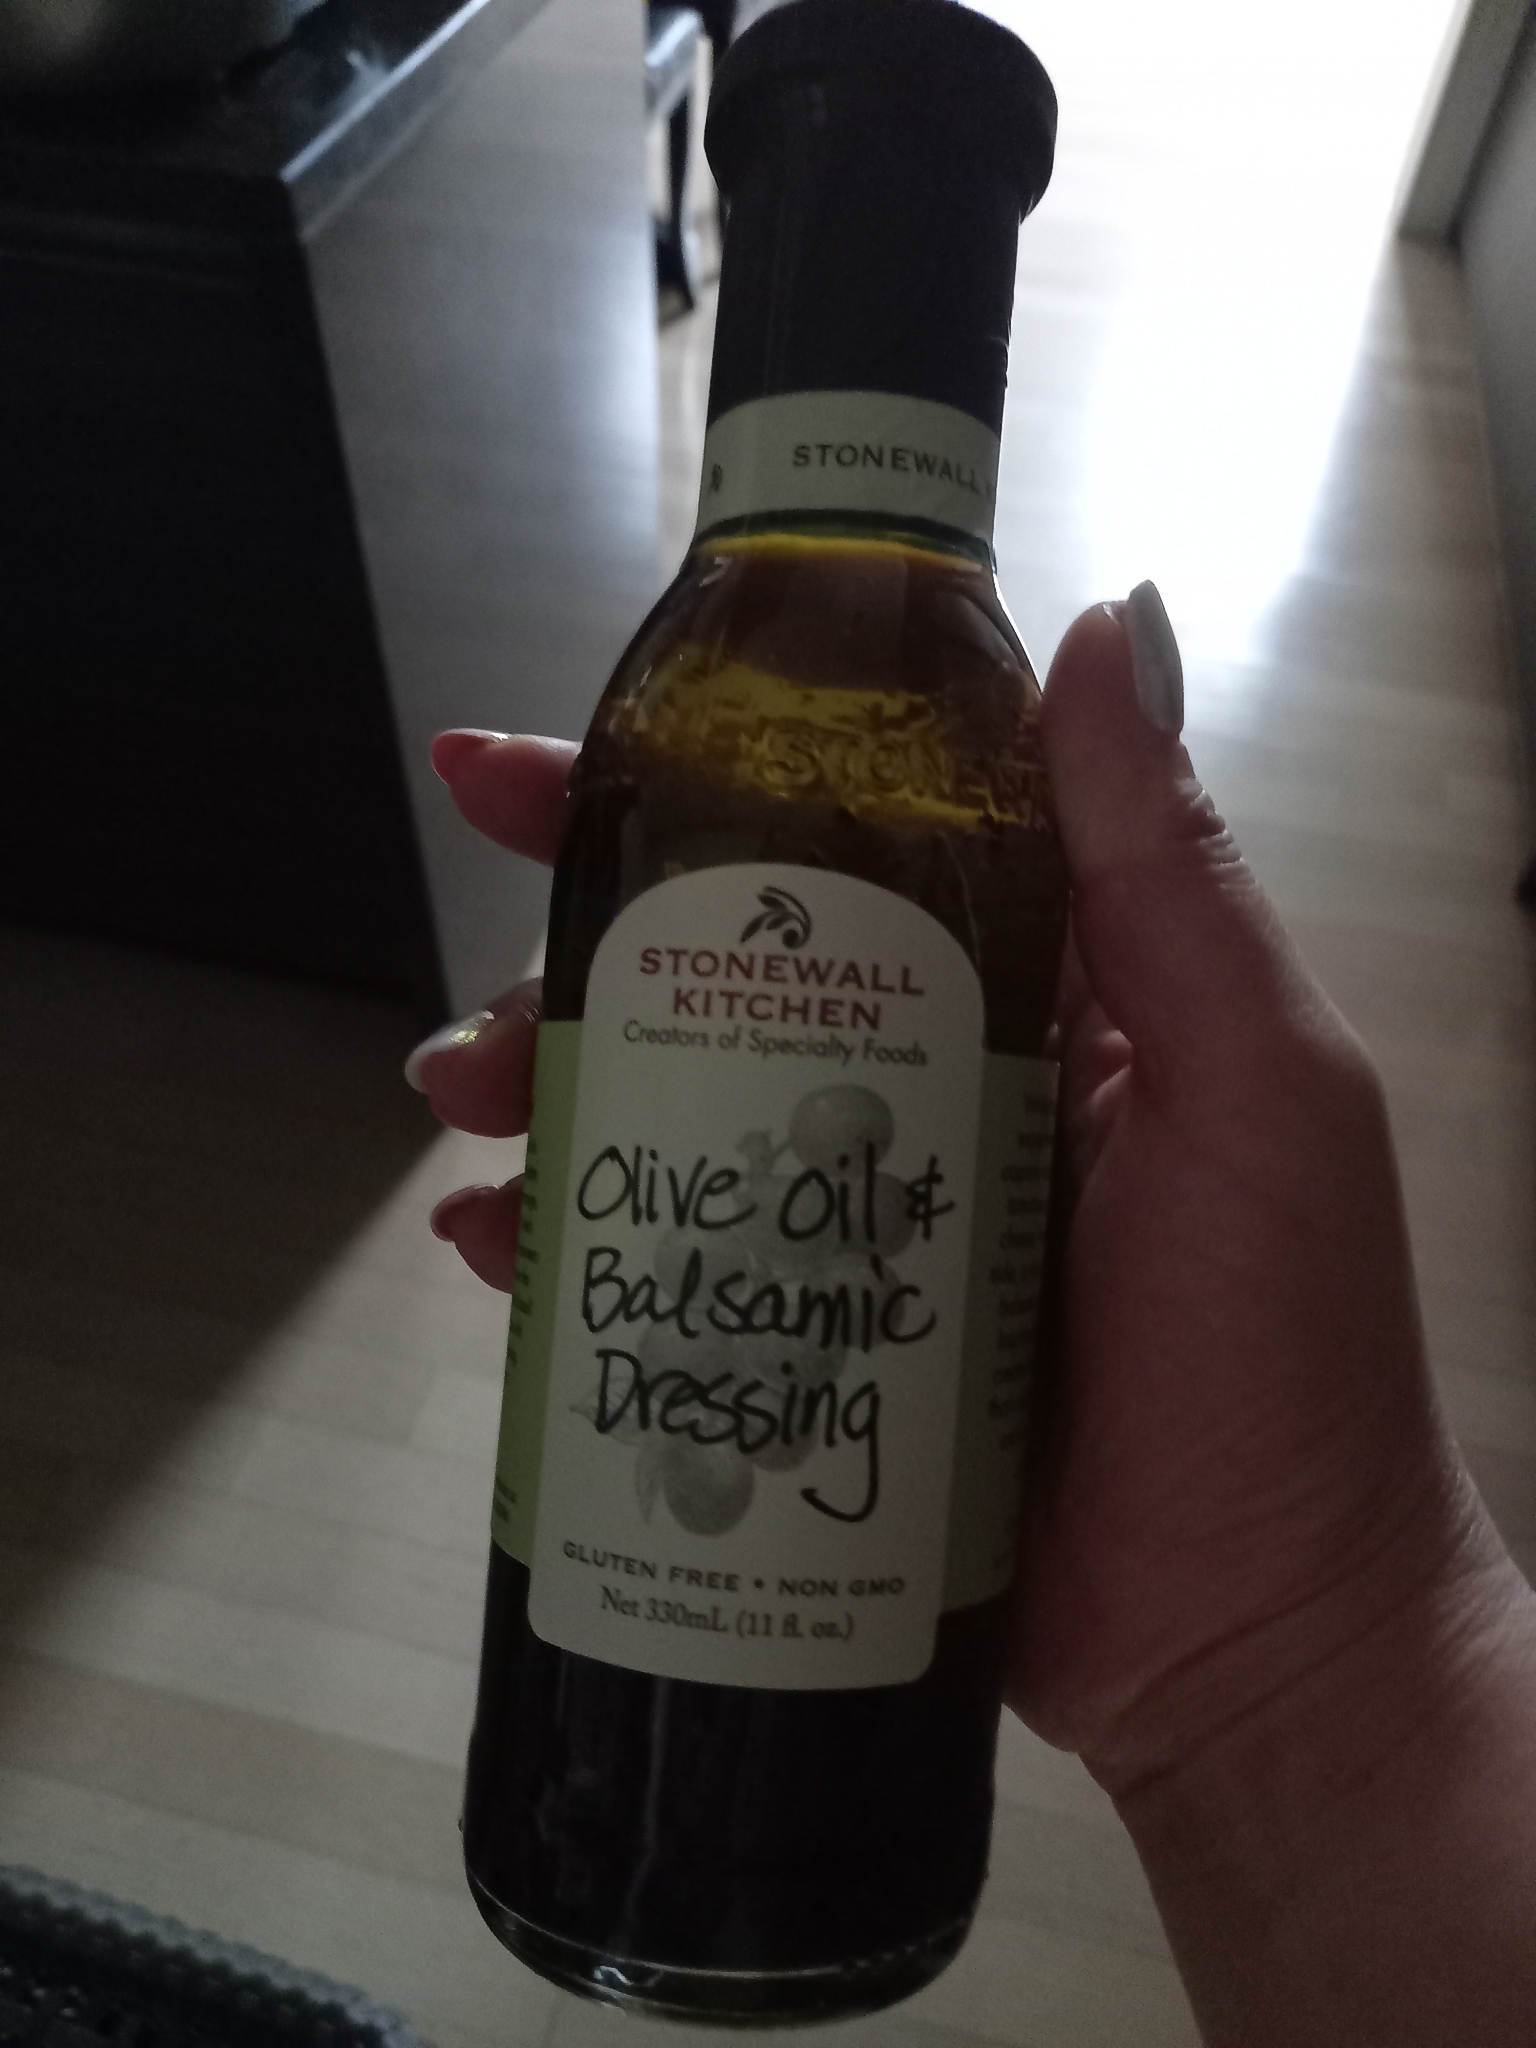 STONEWALL
STONEWA
STONEWALL
KITCHEN
Creators of Specialty Foods
Olive oil &
Balsamic
Dressing
GLUTEN FREE • NON GMO
Net 330mL (11 fl. oz.)